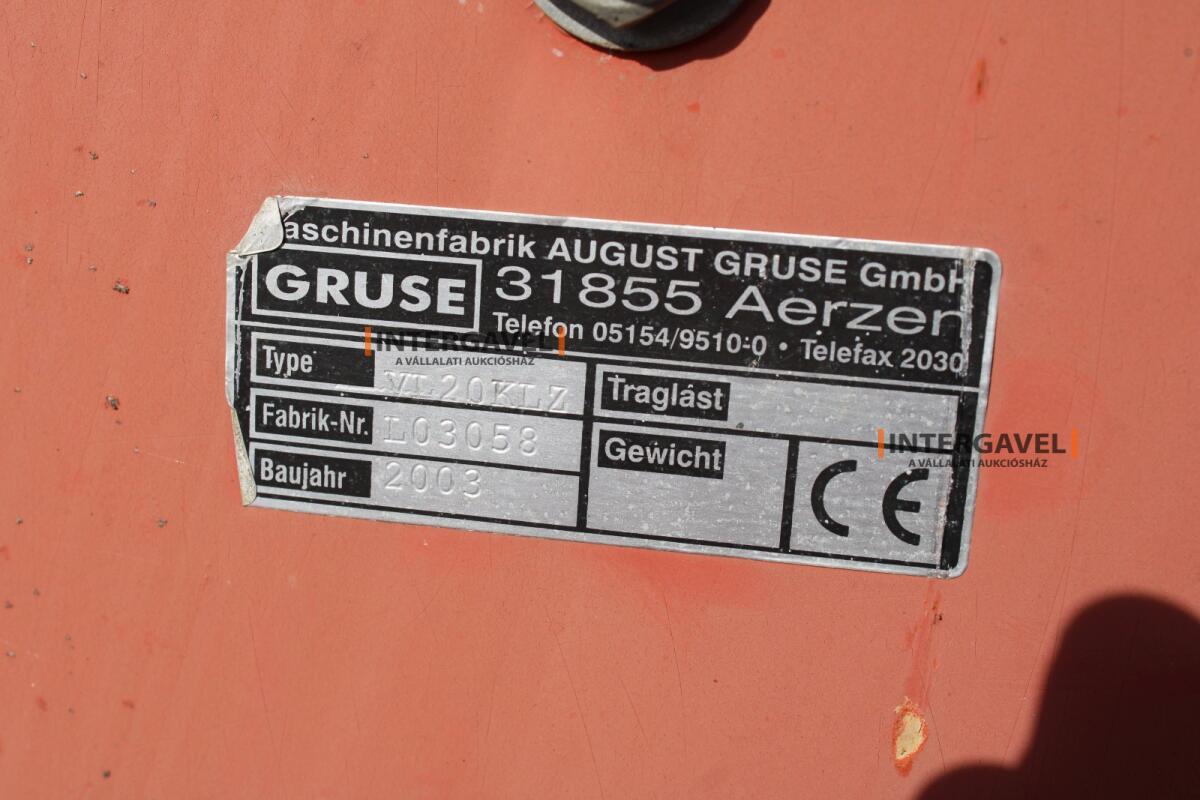 aschinenfabrik AUGUST GRUSE GmbH
GRUSE
31855 Aerzen
Telefon 05154/9510-0 • Telefax 2030
Type VL20KLZ
Fabrik-Nr. L03058
Baujahr 2003
Traglast
Gewicht
CE
INTERGAVEL
A VÁLLALATI AUKCIÓSHÁZ
INTERGAVEL
A VÁLLALATI AUKCIÓSHÁZ